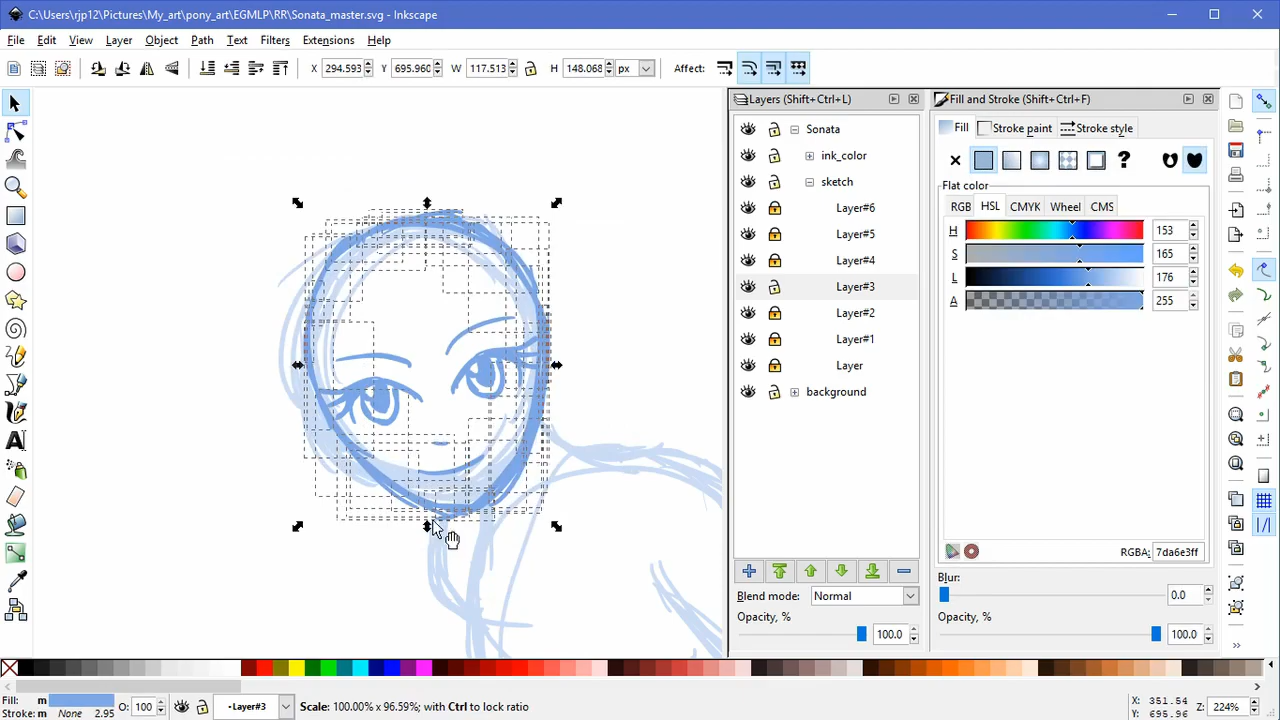 C:\Users\rjp12\Pictures\My_art\pony_art\EGMLP\RR\Sonata_master.svg - Inkscape
File Edit View Layer Object Path Text Filters Extensions Help
X 294.593 Y 695.960 W 117.513 H 148.068 px Affect:
Layers (Shift+Ctrl+L)
Sonata
ink_color
sketch
Layer#6
Layer#5
Layer#4
Layer#3
Layer#2
Layer#1
Layer
background
Blend mode: Normal
Opacity, %
100.0
Fill and Stroke (Shift+Ctrl+F)
Fill Stroke paint Stroke style
?
Flat color
RGB HSL CMYK Wheel CMS
H 153
S 165
L 176
A 255
RGBA: 7da6e3ff
Blur:
0.0
Opacity, %
100.0
Fill: m O: 100 •Layer#3 Scale: 100.00% x 96.59%; with Ctrl to lock ratio X: 351.54 Z: 224%
Stroke: m None 2.95 Y: 695.96